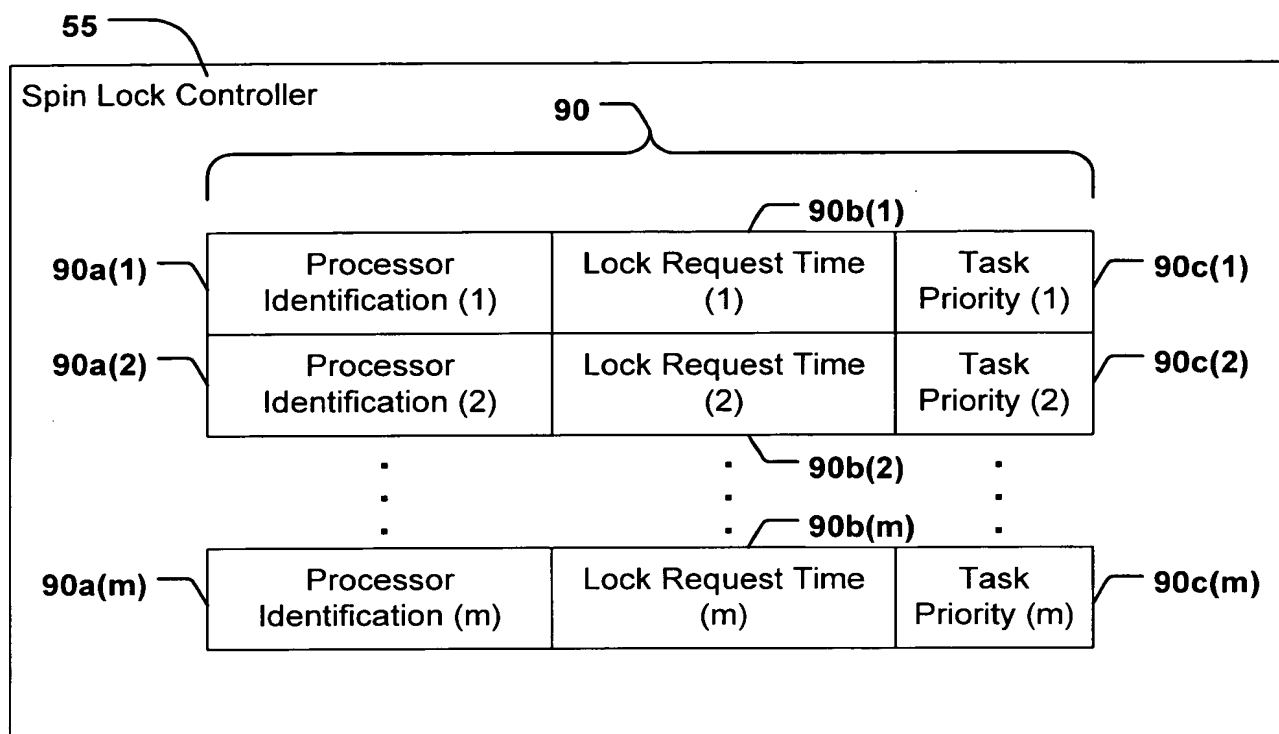 55
Spin Lock Controller
90
90b(1)
90a(1)
Processor
Identification (1)
Lock Request Time
(1)
Task
Priority (1)
90c(1)
90a(2)
Processor
Identification (2)
Lock Request Time
(2)
Task
Priority (2)
90c(2)
90b(2)
90b(m)
90a(m)
Processor
Identification (m)
Lock Request Time
(m)
Task
Priority (m)
90c(m)